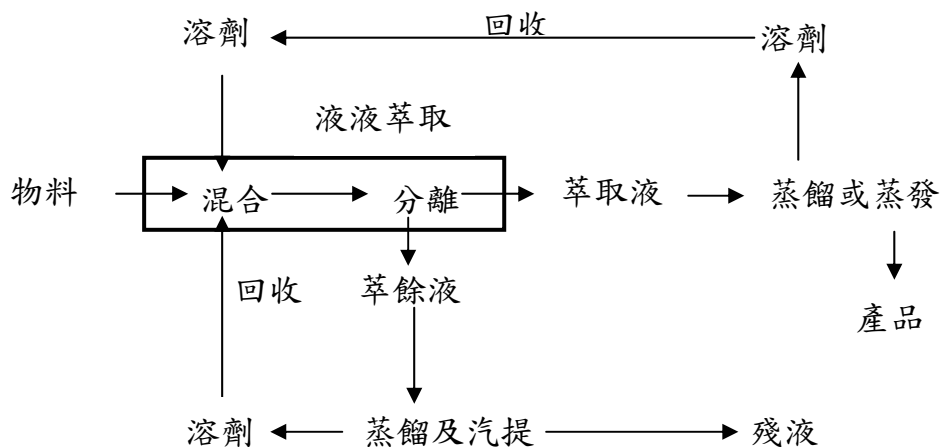 溶劑
回收
溶劑
液液萃取
物料
混合
分離
萃取液
蒸餾或蒸發
回收
萃餘液
產品
溶劑
蒸餾及汽提
殘液